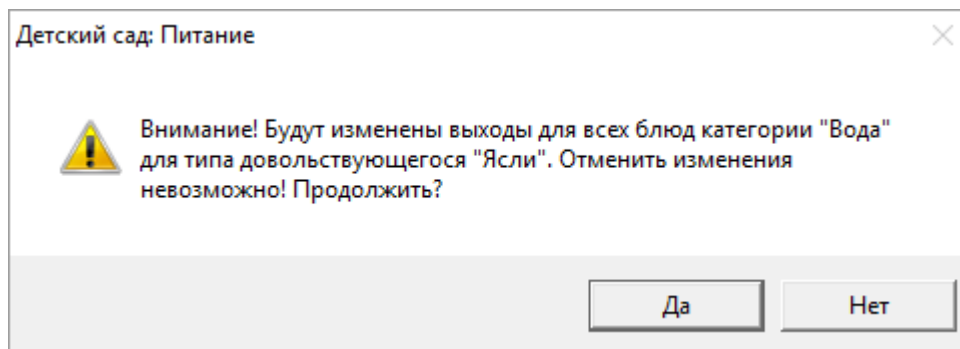 Детский сад: Питание
Внимание! Будут изменены выходы для всех блюд категории "Вода"
для типа довольствующегося "Ясли". Отменить изменения
невозможно! Продолжить?
Да
Нет